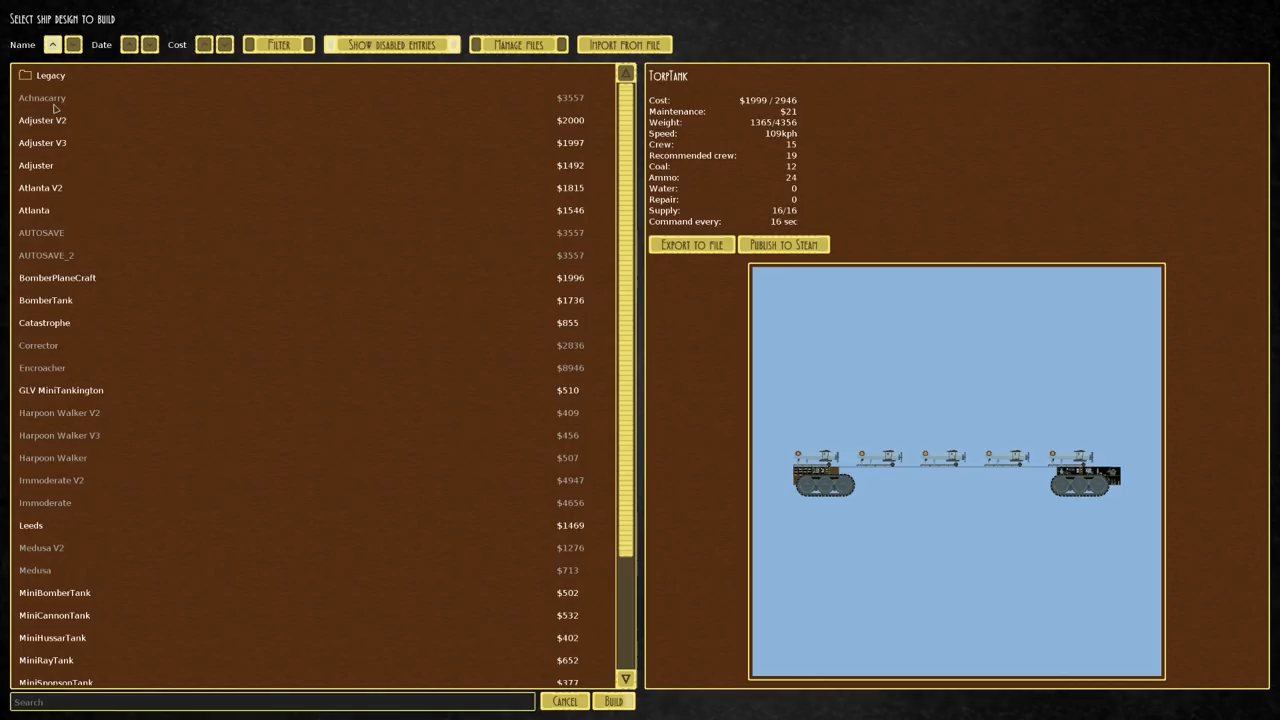 Select ship design to build
Name Date Cost Filter Show disabled entries Manage files Import from file
Legacy
Achnacarry $3557
Adjuster V2 $2000
Adjuster V3 $1997
Adjuster $1492
Atlanta V2 $1815
Atlanta $1546
AUTOSAVE $3557
AUTOSAVE_2 $3557
BomberPlaneCraft $1996
BomberTank $1736
Catastrophe $855
Corrector $2836
Encroacher $8946
GLV MiniTankington $510
Harpoon Walker V2 $409
Harpoon Walker V3 $456
Harpoon Walker $507
Immoderate V2 $4947
Immoderate $4656
Leeds $1469
Medusa V2 $1276
Medusa $713
MiniBomberTank $502
MiniCannonTank $532
MiniHussarTank $402
MiniRayTank $652
MiniSponsonTank $377
Search Cancel Build
TorpTank
Cost: $1999 / 2946
Maintenance: $21
Weight: 1365/4356
Speed: 109kph
Crew: 15
Recommended crew: 19
Coal: 12
Ammo: 24
Water: 0
Repair: 0
Supply: 16/16
Command every: 16 sec
Export to file Publish to Steam